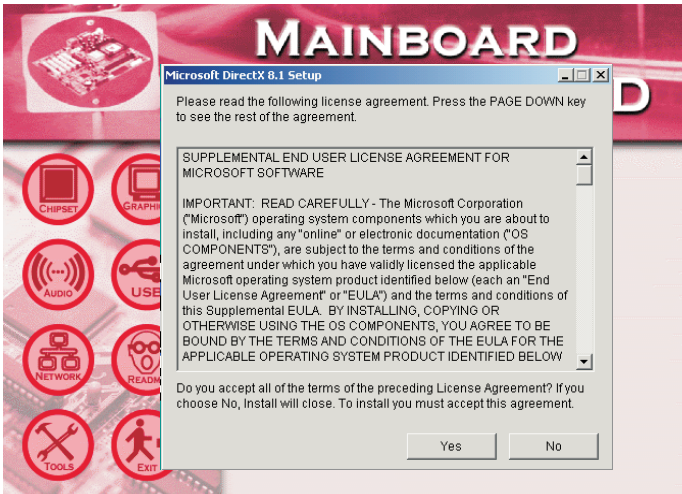 MAINBOARD
D
Microsoft DirectX 8.1 Setup
Please read the following license agreement. Press the PAGE DOWN key
to see the rest of the agreement.
SUPPLEMENTAL END USER LICENSE AGREEMENT FOR
MICROSOFT SOFTWARE
IMPORTANT: READ CAREFULLY - The Microsoft Corporation
("Microsoft") operating system components which you are about to
install, including any "online" or electronic documentation ("OS
COMPONENTS"), are subject to the terms and conditions of the
agreement under which you have validly licensed the applicable
Microsoft operating system product identified below (each an "End
User License Agreement" or "EULA") and the terms and conditions of
this Supplemental EULA. BY INSTALLING, COPYING OR
OTHERWISE USING THE OS COMPONENTS, YOU AGREE TO BE
BOUND BY THE TERMS AND CONDITIONS OF THE EULA FOR THE
APPLICABLE OPERATING SYSTEM PRODUCT IDENTIFIED BELOW
Do you accept all of the terms of the preceding License Agreement? If you
choose No, Install will close. To install you must accept this agreement.
Yes No
CHIPSET
GRAPHI
AUDIO
USB
NETWORK
README
TOOLS
EXIT